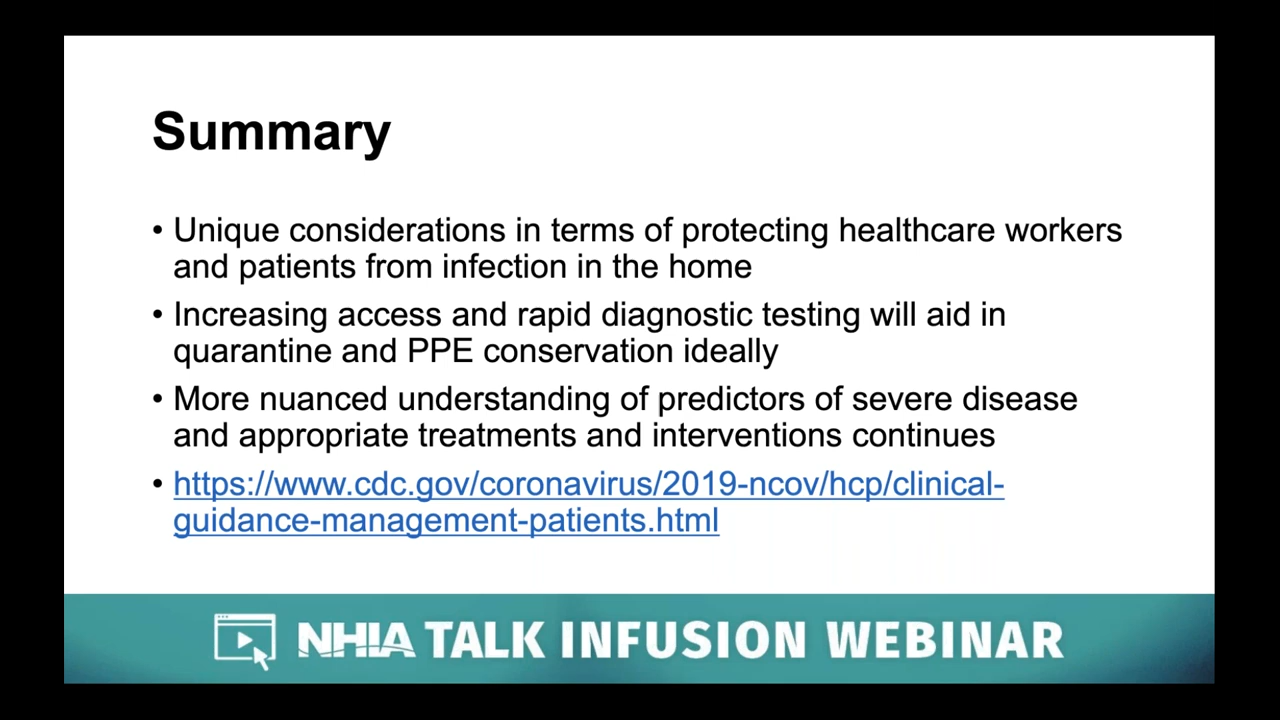 Summary
• Unique considerations in terms of protecting healthcare workers
and patients from infection in the home
• Increasing access and rapid diagnostic testing will aid in
quarantine and PPE conservation ideally
• More nuanced understanding of predictors of severe disease
and appropriate treatments and interventions continues
• https://www.cdc.gov/coronavirus/2019-ncov/hcp/clinical-
guidance-management-patients.html
NHIA TALK INFUSION WEBINAR